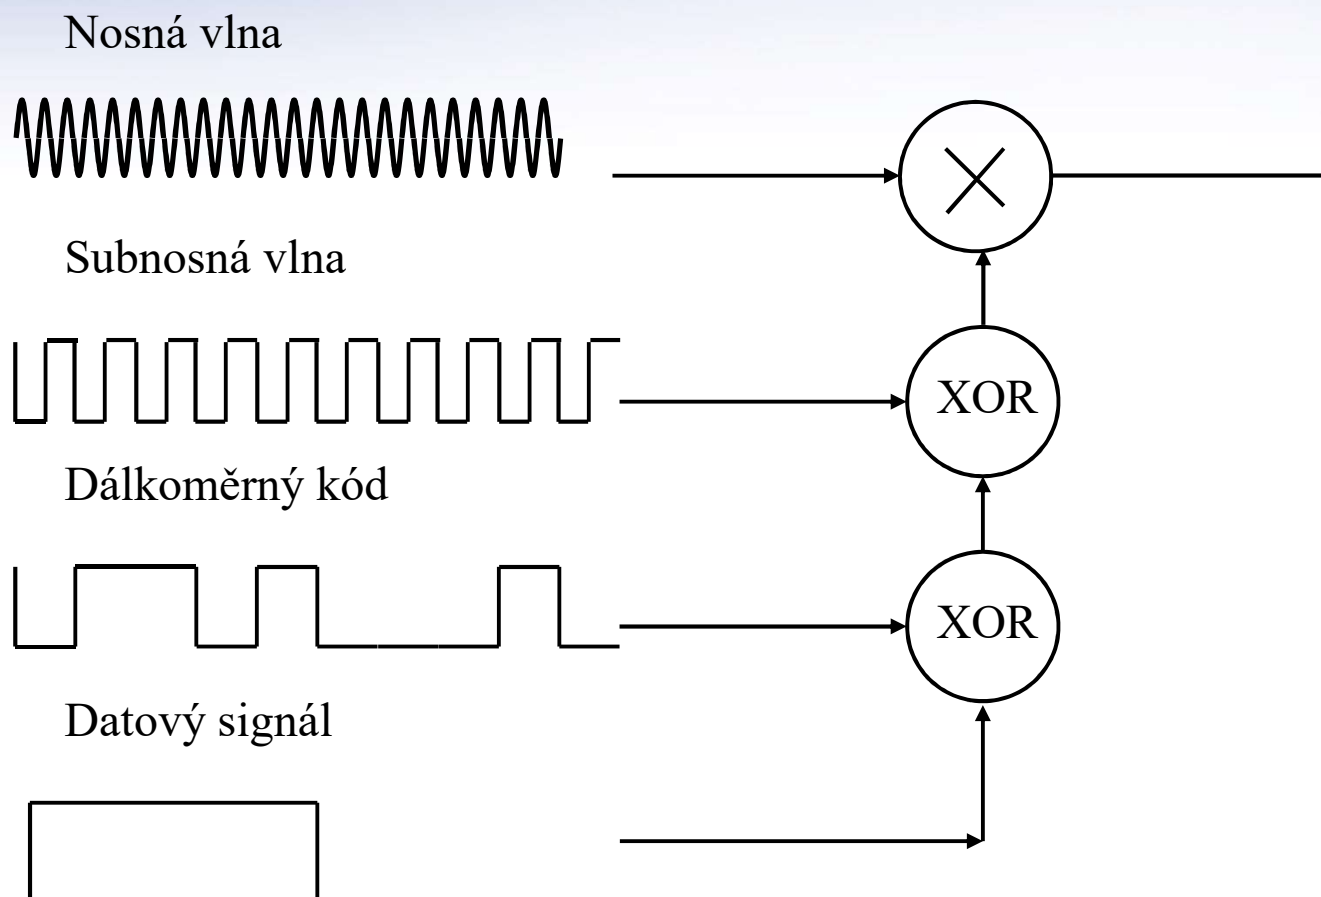 Nosná vlna
Subnosná vlna
XOR
Dálkoměrný kód
XOR
Datový signál